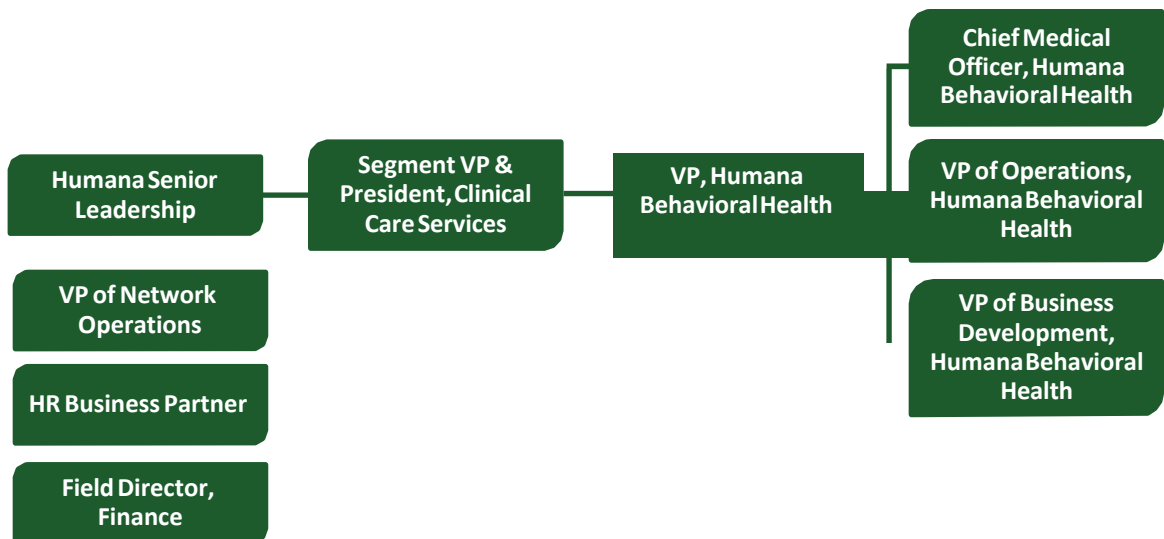 Humana Senior
Leadership
VP of Network
Operations
HR Business Partner
Field Director,
Finance
Segment VP &
President, Clinical
Care Services
VP, Humana
Behavioral Health
Chief Medical
Officer, Humana
Behavioral Health
VP of Operations,
Humana Behavioral
Health
VP of Business
Development,
Humana Behavioral
Health